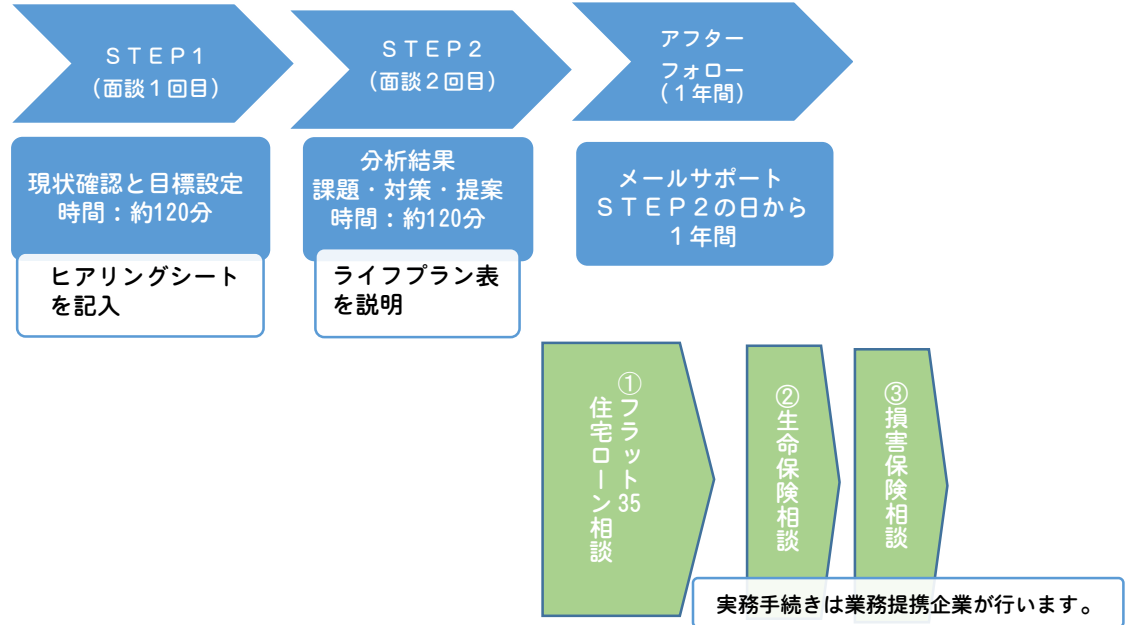 ＳＴＥＰ１
（面談１回目）
ＳＴＥＰ２
（面談２回目）
アフター
フォロー
（１年間）
現状確認と目標設定
時間：約120分
ヒアリングシート
を記入
分析結果
課題・対策・提案
時間：約120分
ライフプラン表
を説明
メールサポート
ＳＴＥＰ２の日から
１年間
①フラット35
住宅ローン相談
②生命保険相談
③損害保険相談
実務手続きは業務提携企業が行います。